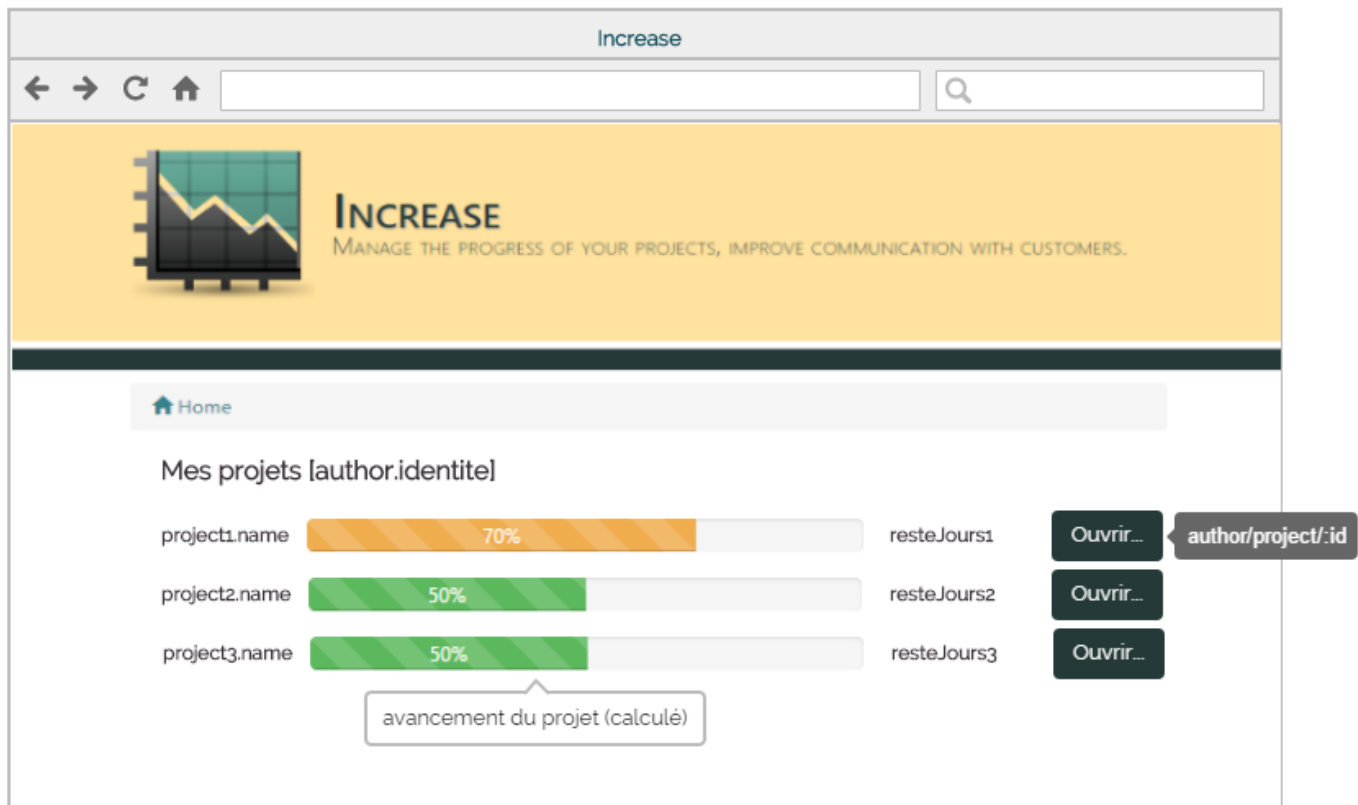 Increase
INCREASE
MANAGE THE PROGRESS OF YOUR PROJECTS, IMPROVE COMMUNICATION WITH CUSTOMERS.
Home
Mes projets [author.identite]
project1.name 70% resteJours1 Ouvrir... author/project/:id
project2.name 50% resteJours2 Ouvrir...
project3.name 50% resteJours3 Ouvrir...
avancement du projet (calculé)